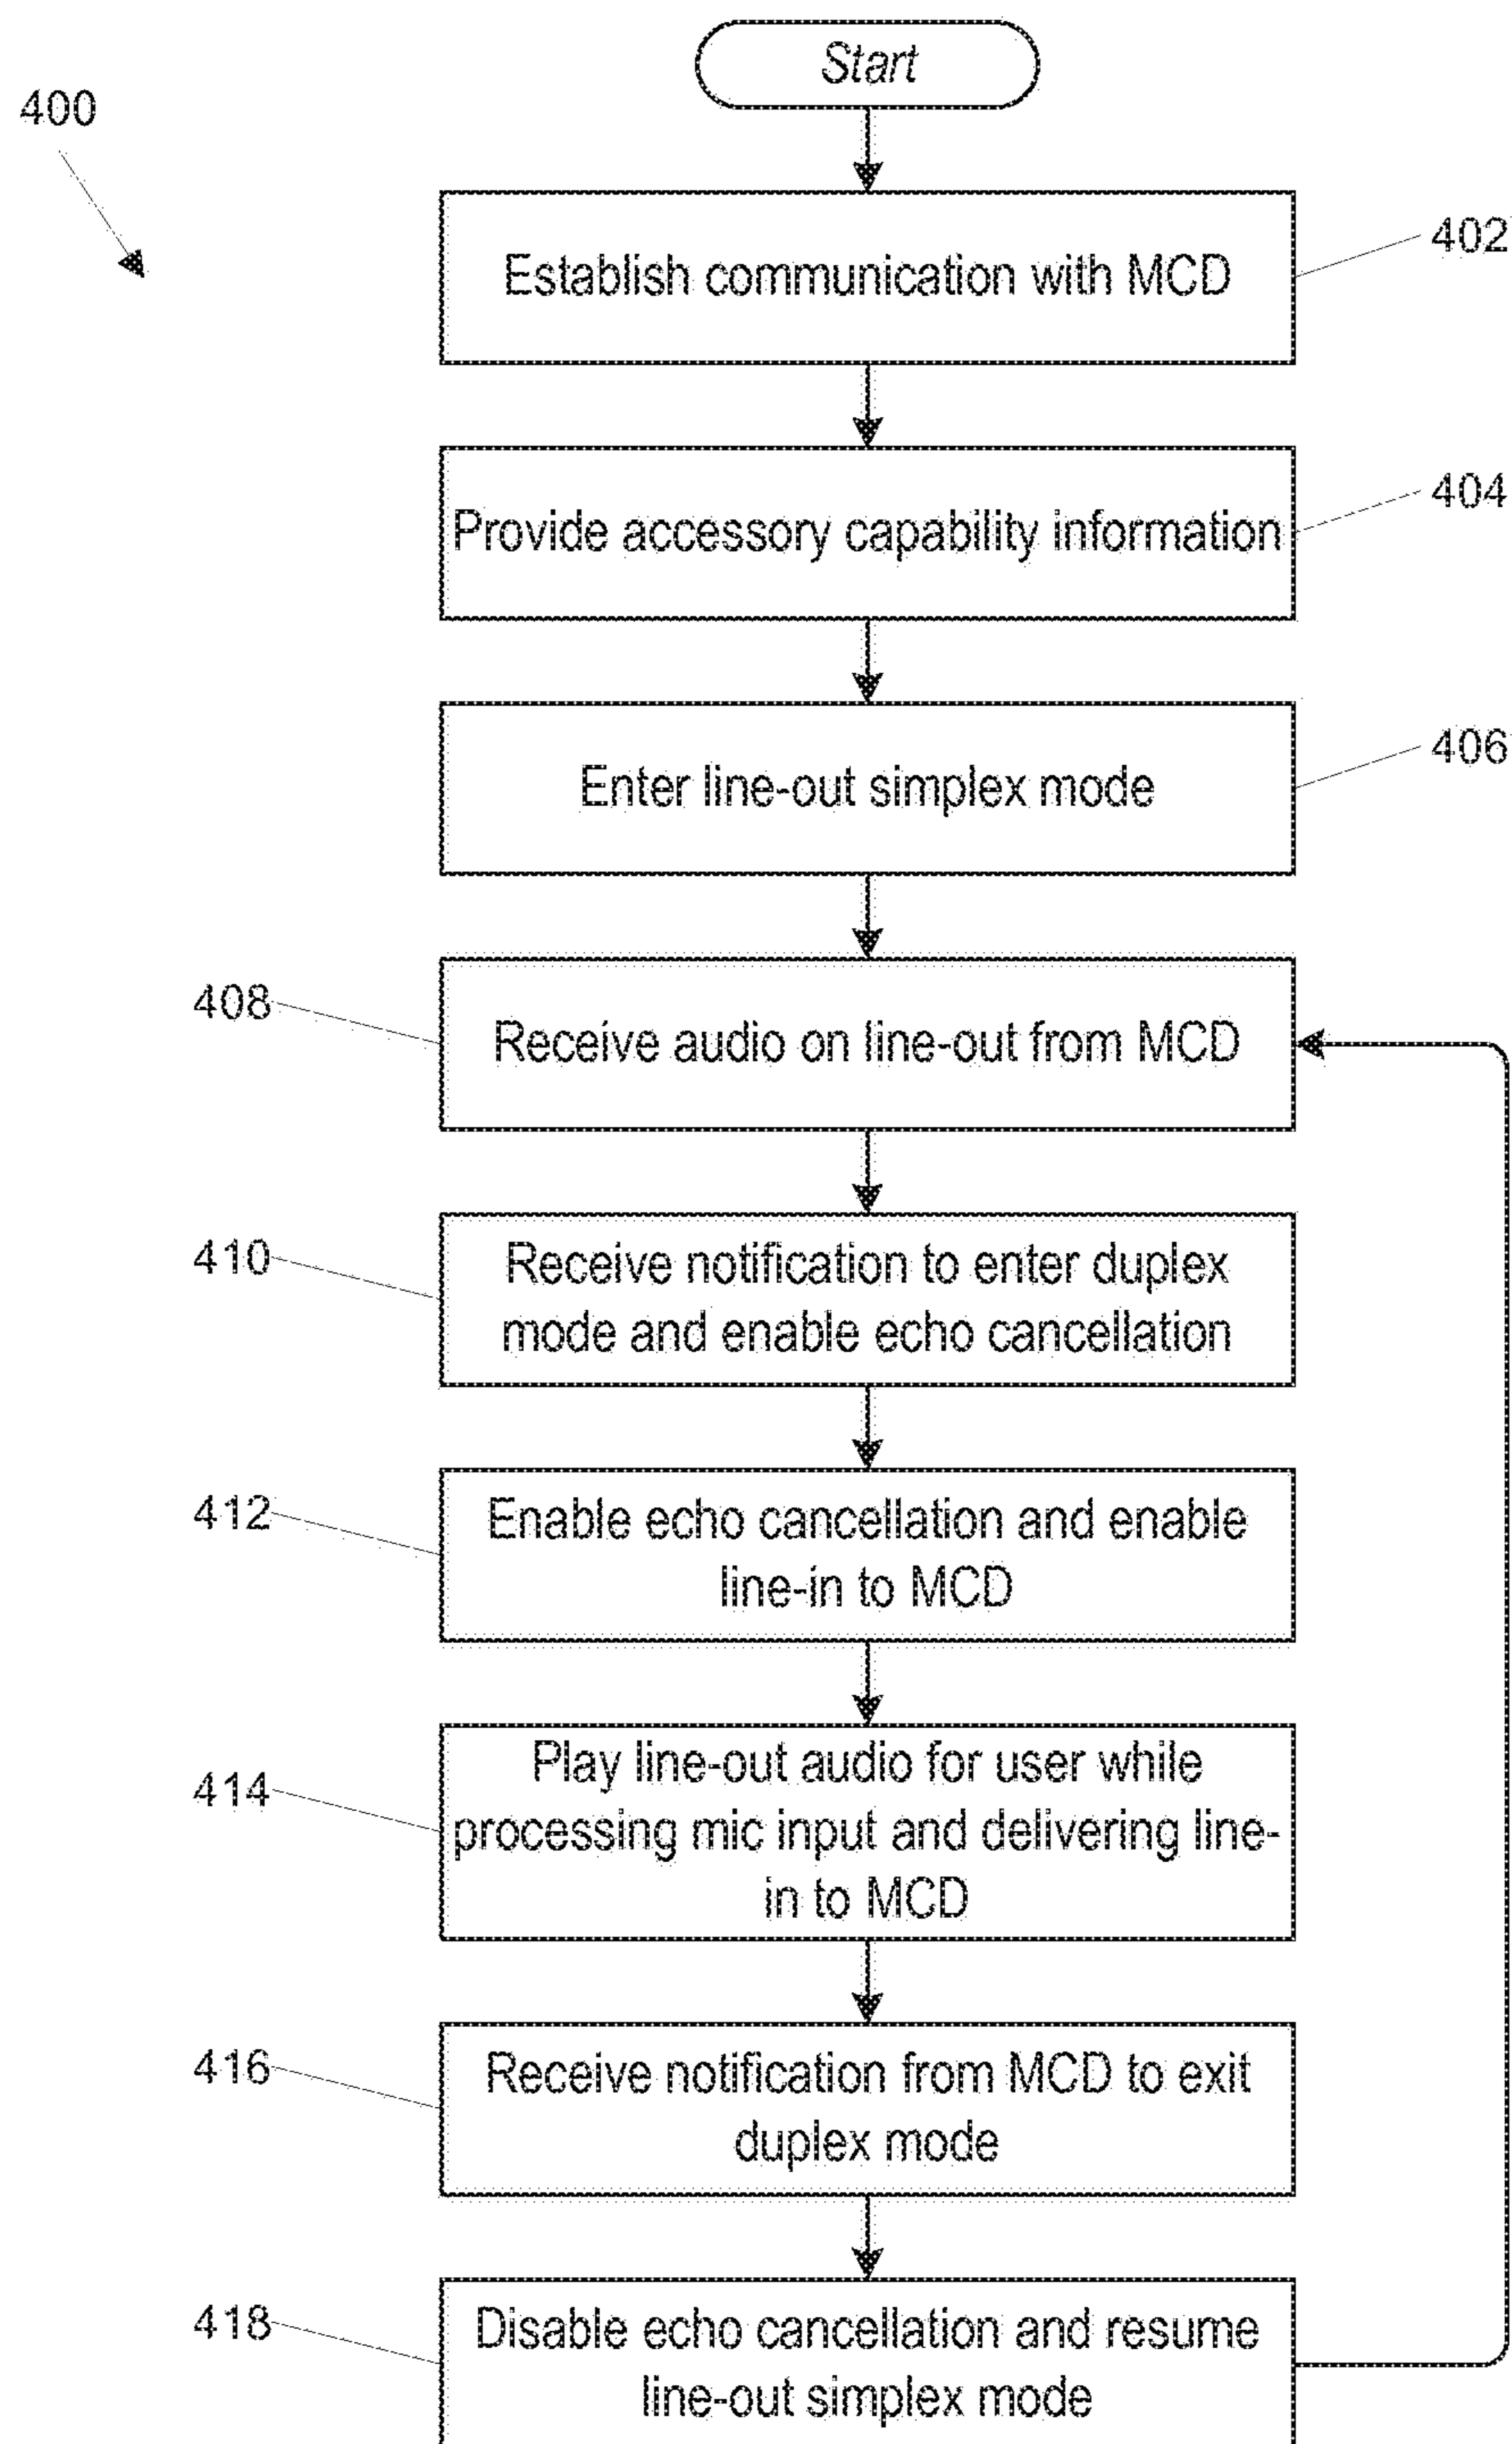 Start
400
Establish communication with MCD
402
Provide accessory capability information
404
Enter line-out simplex mode
406
408
Receive audio on line-out from MCD
410
Receive notification to enter duplex
mode and enable echo cancellation
412
Enable echo cancellation and enable
line-in to MCD
414
Play line-out audio for user while
processing mic input and delivering line-
in to MCD
416
Receive notification from MCD to exit
duplex mode
418
Disable echo cancellation and resume
line-out simplex mode